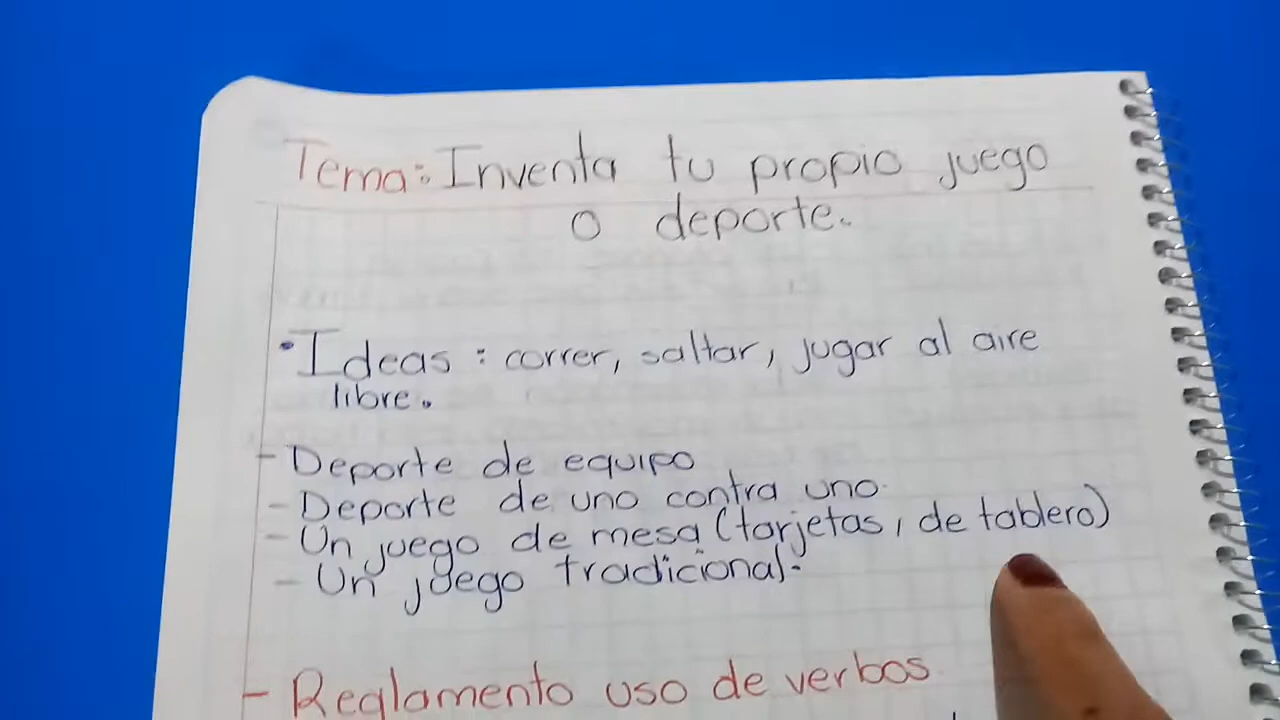 Tema: Inventa tu propio juego
o deporte.
• Ideas : correr, saltar, jugar al aire
libre.
- Deporte de equipo
- Deporte de uno contra uno.
- Un juego de mesa (tarjetas, de tablero)
- Un juego tradicional.
- Reglamento uso de verbos